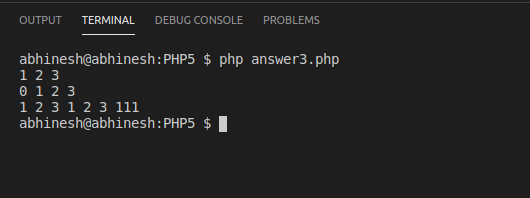 OUTPUT TERMINAL DEBUG CONSOLE PROBLEMS
abhinesh@abhinesh:PHP5 $ php answer3.php
1 2 3
0 1 2 3
1 2 3 1 2 3 111
abhinesh@abhinesh:PHP5 $